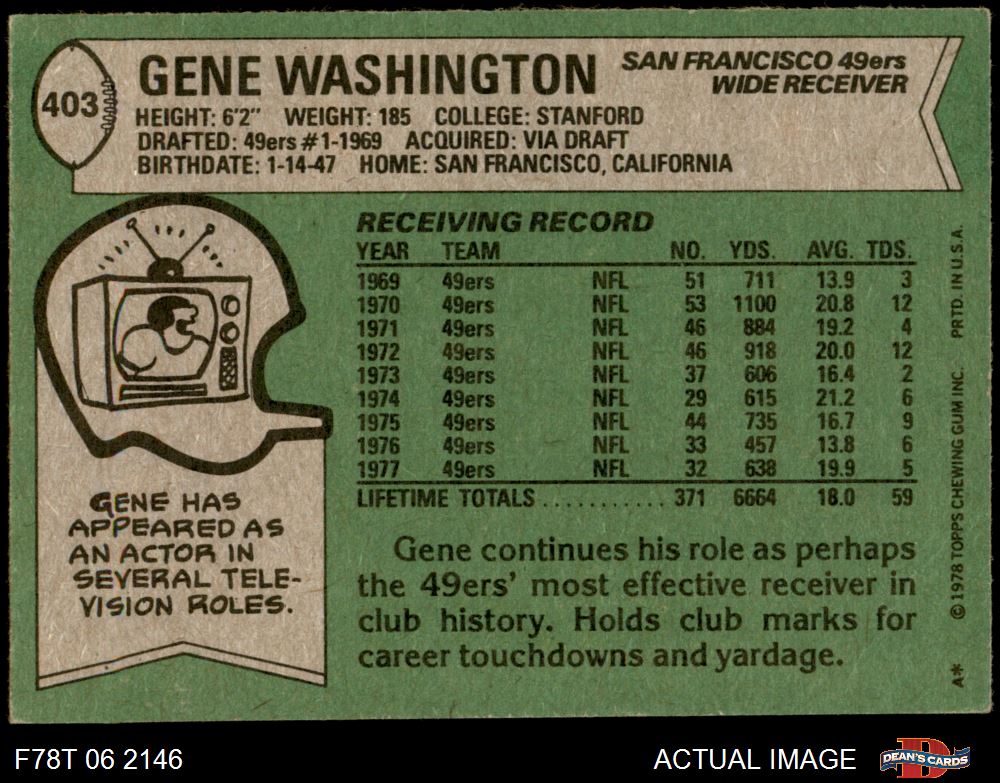 403
GENE WASHINGTON
SAN FRANCISCO 49ers
WIDE RECEIVER
HEIGHT: 6'2" WEIGHT: 185 COLLEGE: STANFORD
DRAFTED: 49ers #1-1969 ACQUIRED: VIA DRAFT
BIRTHDATE: 1-14-47 HOME: SAN FRANCISCO, CALIFORNIA
RECEIVING RECORD
YEAR TEAM NO. YDS. AVG. TDS.
1969 49ers NFL 51 711 13.9 3
1970 49ers NFL 53 1100 20.8 12
1971 49ers NFL 46 884 19.2 4
1972 49ers NFL 46 918 20.0 12
1973 49ers NFL 37 606 16.4 2
1974 49ers NFL 29 615 21.2 6
1975 49ers NFL 44 735 16.7 9
1976 49ers NFL 33 457 13.8 6
1977 49ers NFL 32 638 19.9 5
LIFETIME TOTALS .......... 371 6664 18.0 59
GENE HAS
APPEARED AS
AN ACTOR IN
SEVERAL TELE-
VISION ROLES.
Gene continues his role as perhaps
the 49ers' most effective receiver in
club history. Holds club marks for
career touchdowns and yardage.
A* © 1978 TOPPS CHEWING GUM INC. PRTD. IN U.S.A.
F78T 06 2146
ACTUAL IMAGE
D
DEAN'S CARDS